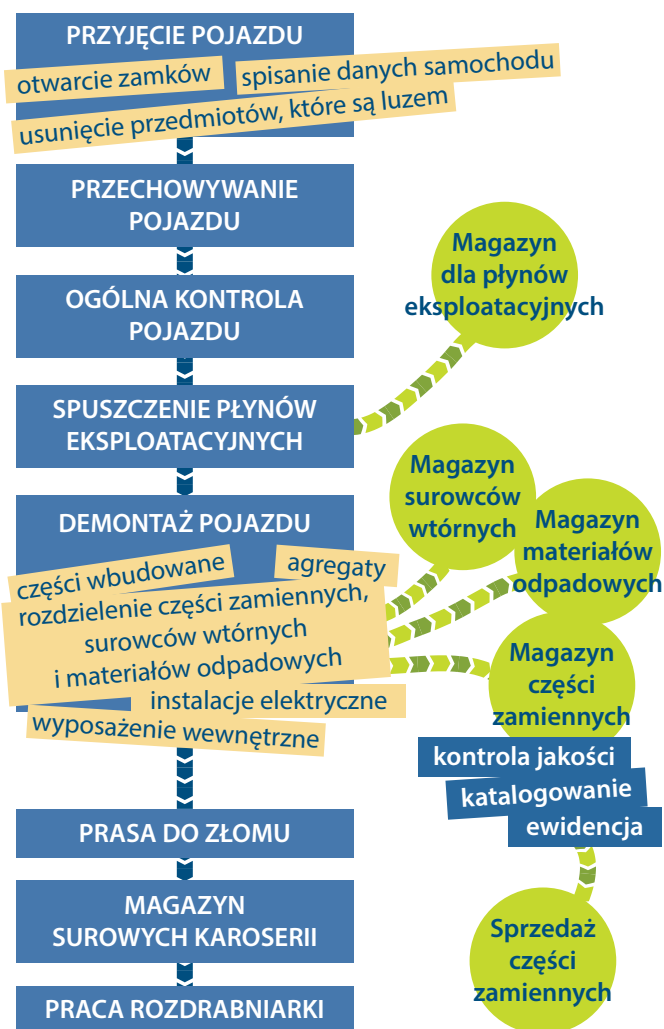 PRZYJĘCIE POJAZDU
otwarcie zamków
spisanie danych samochodu
usunięcie przedmiotów, które są luzem
PRZECHOWYWANIE
POJAZDU
OGÓLNA KONTROLA
POJAZDU
Magazyn
dla płynów
eksploatacyjnych
SPUSZCZENIE PŁYNÓW
EKSPLOATACYJNYCH
DEMONTAŻ POJAZDU
części wbudowane
agregaty
rozdzielenie części zamiennych,
surowców wtórnych
i materiałów odpadowych
instalacje elektryczne
wyposażenie wewnętrzne
Magazyn
surowców
wtórnych
Magazyn
materiałów
odpadowych
Magazyn
części
zamiennych
kontrola jakości
katalogowanie
ewidencja
Sprzedaż
części
zamiennych
PRASA DO ZŁOMU
MAGAZYN
SUROWYCH KAROSERII
PRACA ROZDRABNIARKI